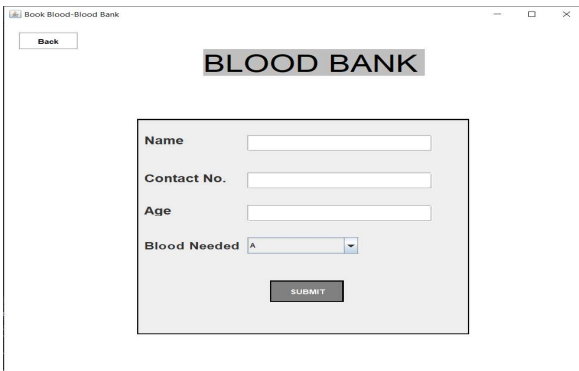 Book Blood-Blood Bank
Back
BLOOD BANK
Name
Contact No.
Age
Blood Needed A
SUBMIT